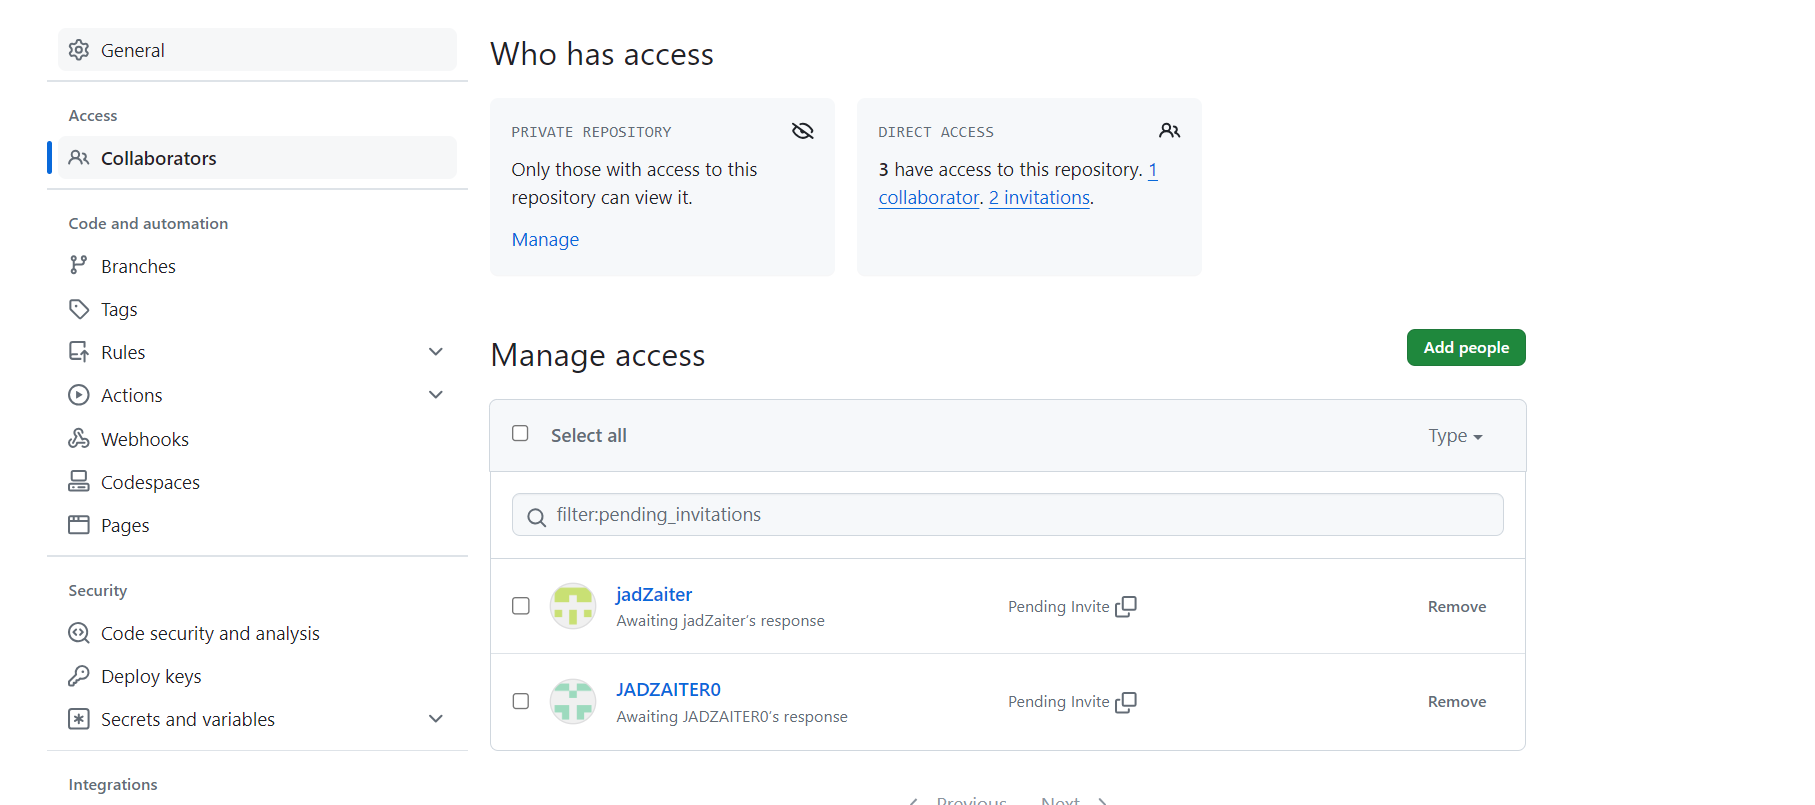 General
Access
Collaborators
Code and automation
Branches
Tags
Rules
Actions
Webhooks
Codespaces
Pages
Security
Code security and analysis
Deploy keys
Secrets and variables
Integrations
Who has access
PRIVATE REPOSITORY
Only those with access to this
repository can view it.
Manage
DIRECT ACCESS
3 have access to this repository. 1
collaborator. 2 invitations.
Manage access
Add people
Select all
Type
filter:pending_invitations
jadZaiter
Awaiting jadZaiter's response
Pending Invite
Remove
JADZAITER0
Awaiting JADZAITER0's response
Pending Invite
Remove
Previous Next